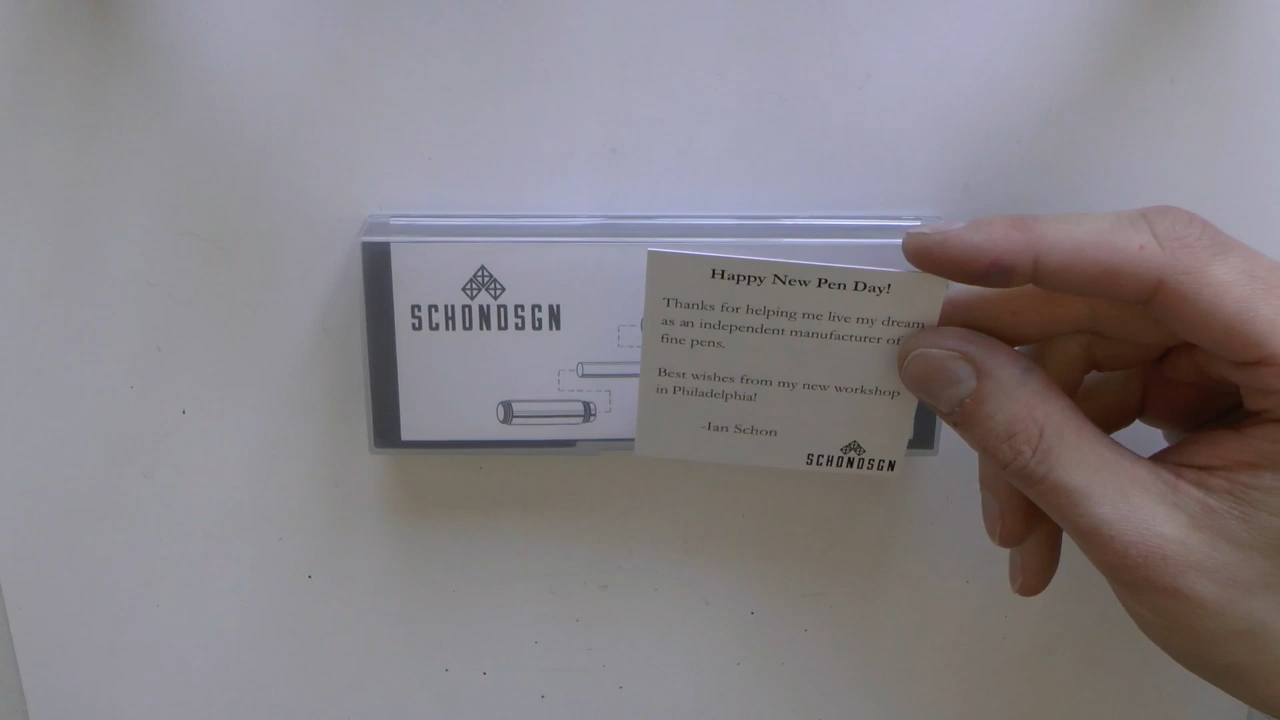 SCHONDSGN
Happy New Pen Day!
Thanks for helping me live my dream
as an independent manufacturer of
fine pens.
Best wishes from my new workshop
in Philadelphia!
-Ian Schon
SCHONDSGN